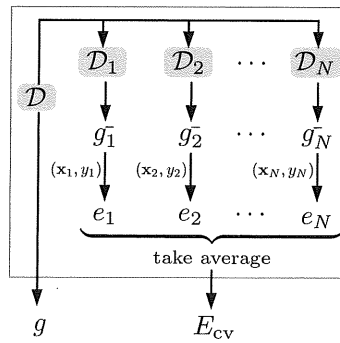 𝒟₁ 𝒟₂ ⋯ 𝒟_N
𝒟
g₁⁻ g₂⁻ ⋯ g_N⁻
(𝐱₁, y₁) (𝐱₂, y₂) (𝐱_N, y_N)
e₁ e₂ ⋯ e_N
take average
g E_cv